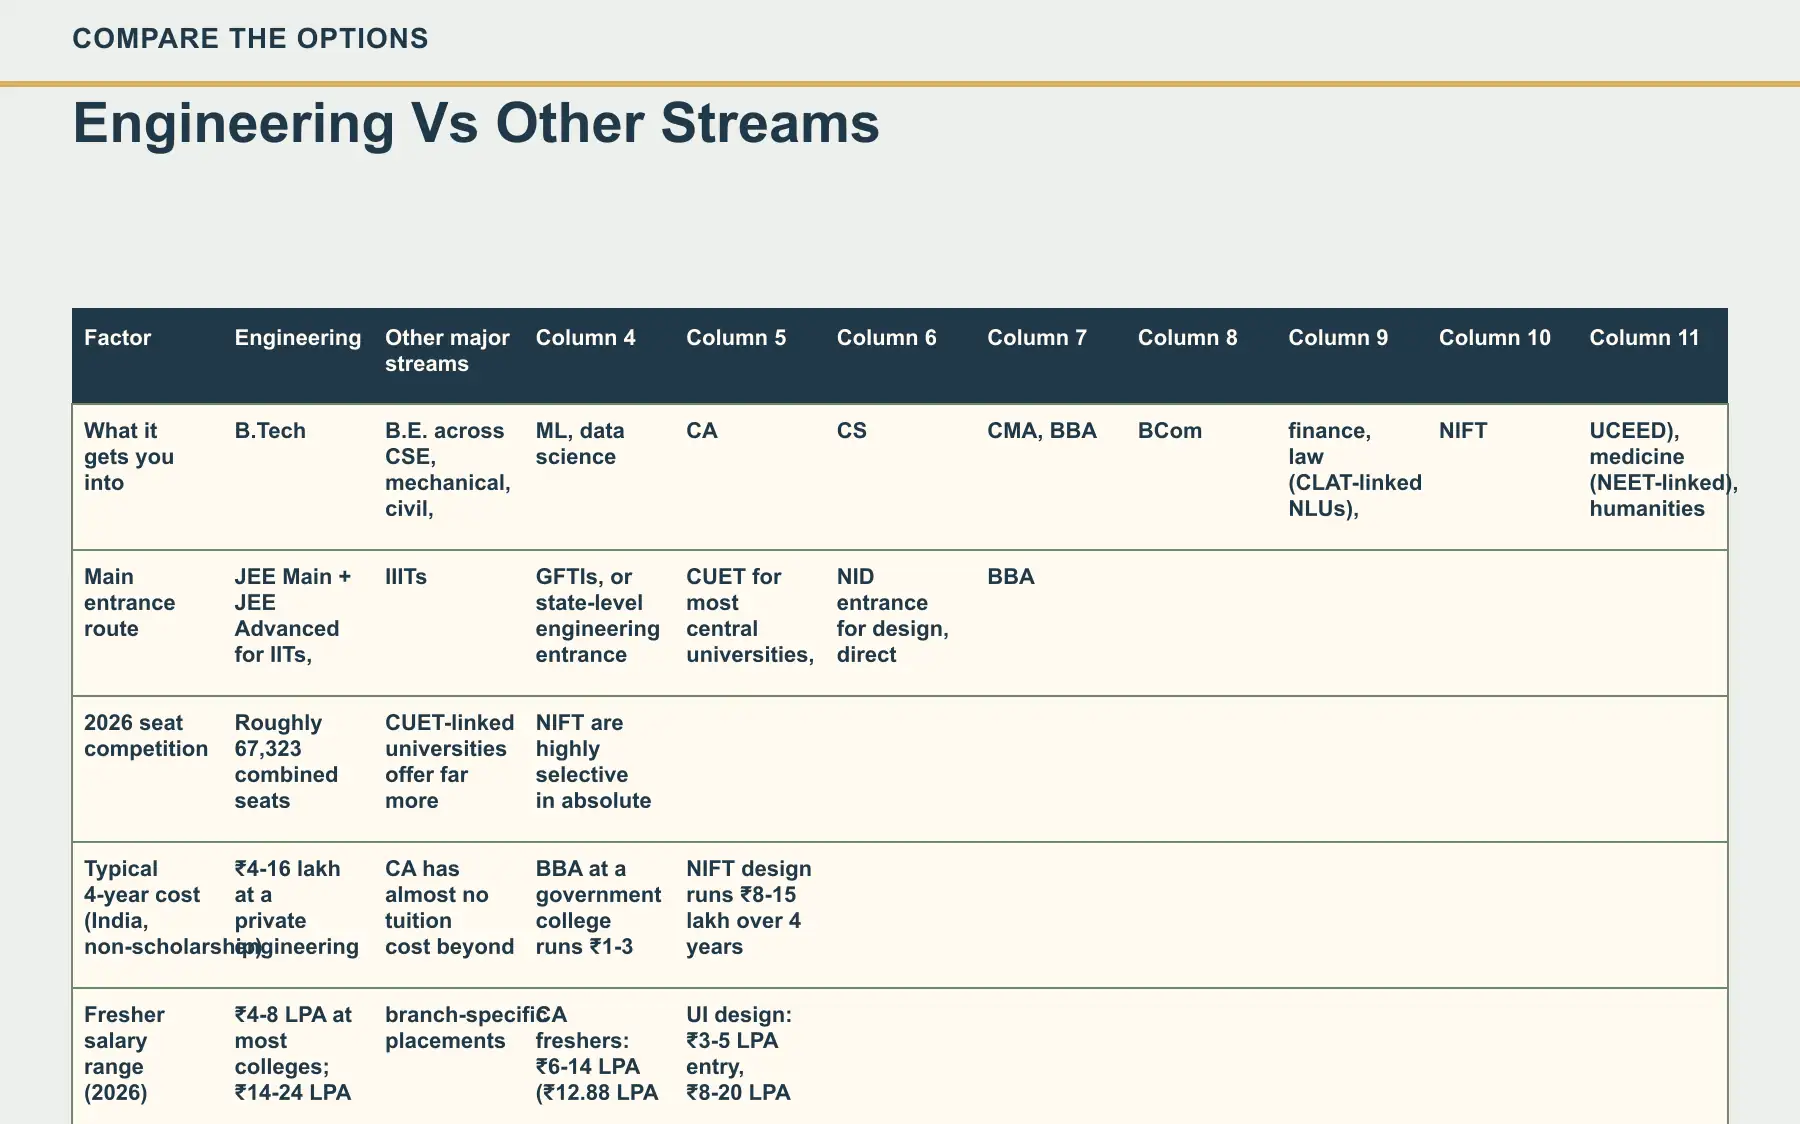 COMPARE THE OPTIONS
Engineering Vs Other Streams
Factor
Engineering
Other major
streams
Column 4
Column 5
Column 6
Column 7
Column 8
Column 9
Column 10
Column 11
What it
gets you
into
B.Tech
B.E. across
CSE,
mechanical,
civil,
ML, data
science
CA
CS
CMA, BBA
BCom
finance,
law
(CLAT-linked
NLUs),
NIFT
UCEED),
medicine
(NEET-linked),
humanities
Main
entrance
route
JEE Main +
JEE
Advanced
for IITs,
IIITs
GFTIs, or
state-level
engineering
entrance
CUET for
most
central
universities,
NID
entrance
for design,
direct
BBA
2026 seat
competition
Roughly
67,323
combined
seats
CUET-linked
universities
offer far
more
NIFT are
highly
selective
in absolute
Typical
4-year cost
(India,
non-scholarship)
₹4-16 lakh
at a
private
engineering
CA has
almost no
tuition
cost beyond
BBA at a
government
college
runs ₹1-3
NIFT design
runs ₹8-15
lakh over 4
years
Fresher
salary
range
(2026)
₹4-8 LPA at
most
colleges;
₹14-24 LPA
branch-specific
placements
CA
freshers:
₹6-14 LPA
(₹12.88 LPA
UI design:
₹3-5 LPA
entry,
₹8-20 LPA